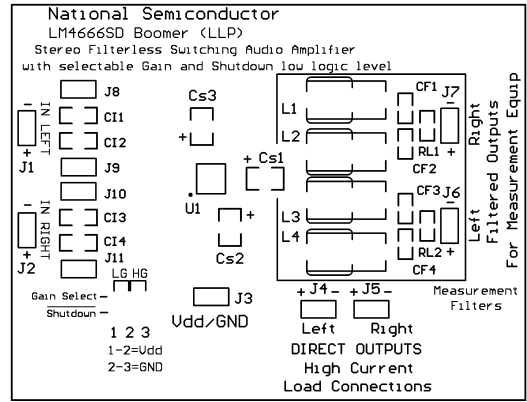 National Semiconductor
LM4666SD Boomer (LLP)
Stereo Filterless Switching Audio Amplifier
with selectable Gain and Shutdown low logic level
J8
IN LEFT
-
+
J1
CI1
CI2
J9
J10
IN RIGHT
-
+
J2
CI3
CI4
J11
LG HG
Gain Select -
Shutdown -
1 2 3
1-2=Vdd
2-3=GND
Cs3
+
U1
+ Cs1
+
Cs2
J3
Vdd/GND
L1
L2
L3
L4
CF1
RL1
CF2
CF3
RL2
CF4
J7
-
+
J6
-
+
Right
Left
Filtered Outputs
For Measurement Equip
Measurement
Filters
+ J4 -
+ J5 -
Left
Right
DIRECT OUTPUTS
High Current
Load Connections